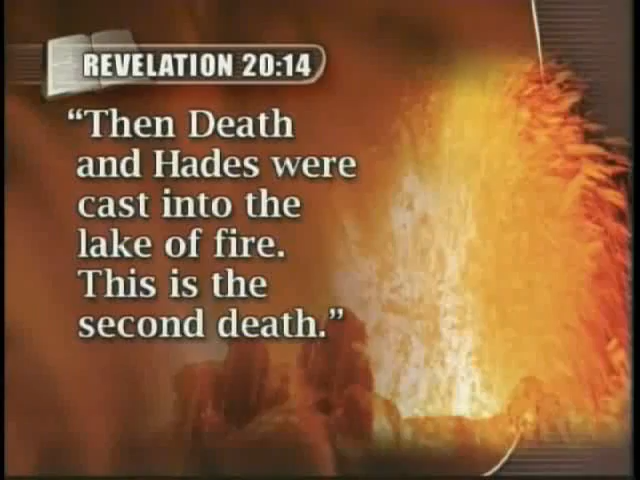 REVELATION 20:14
“Then Death
and Hades were
cast into the
lake of fire.
This is the
second death.”